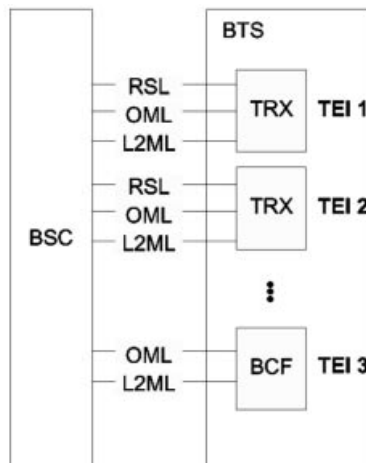 BTS
RSL
TRX TEI 1
OML
L2ML
RSL
TRX TEI 2
OML
BSC
L2ML
OML
BCF TEI 3
L2ML